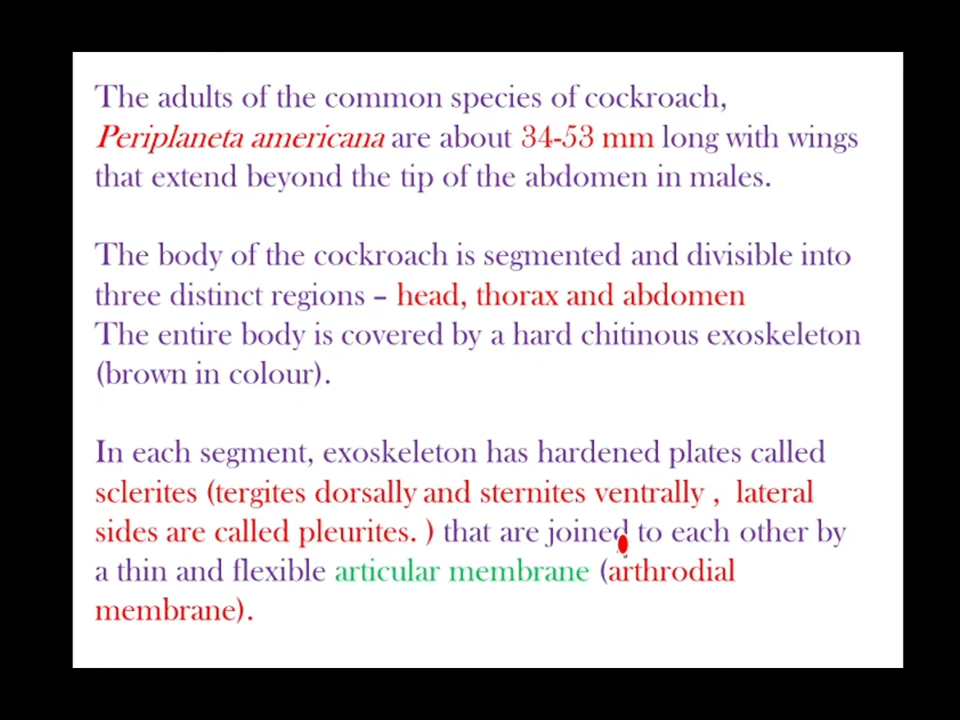 The adults of the common species of cockroach,
Periplaneta americana are about 34-53 mm long with wings
that extend beyond the tip of the abdomen in males.
The body of the cockroach is segmented and divisible into
three distinct regions – head, thorax and abdomen
The entire body is covered by a hard chitinous exoskeleton
(brown in colour).
In each segment, exoskeleton has hardened plates called
sclerites (tergites dorsally and sternites ventrally , lateral
sides are called pleurites. ) that are joined to each other by
a thin and flexible articular membrane (arthrodial
membrane).